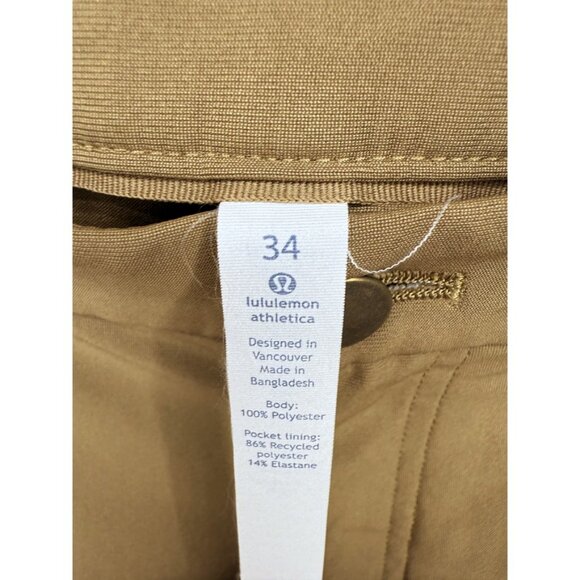 34
lululemon
athletica
Designed in
Vancouver
Made in
Bangladesh
Body:
100% Polyester
Pocket lining:
86% Recycled
polyester
14% Elastane